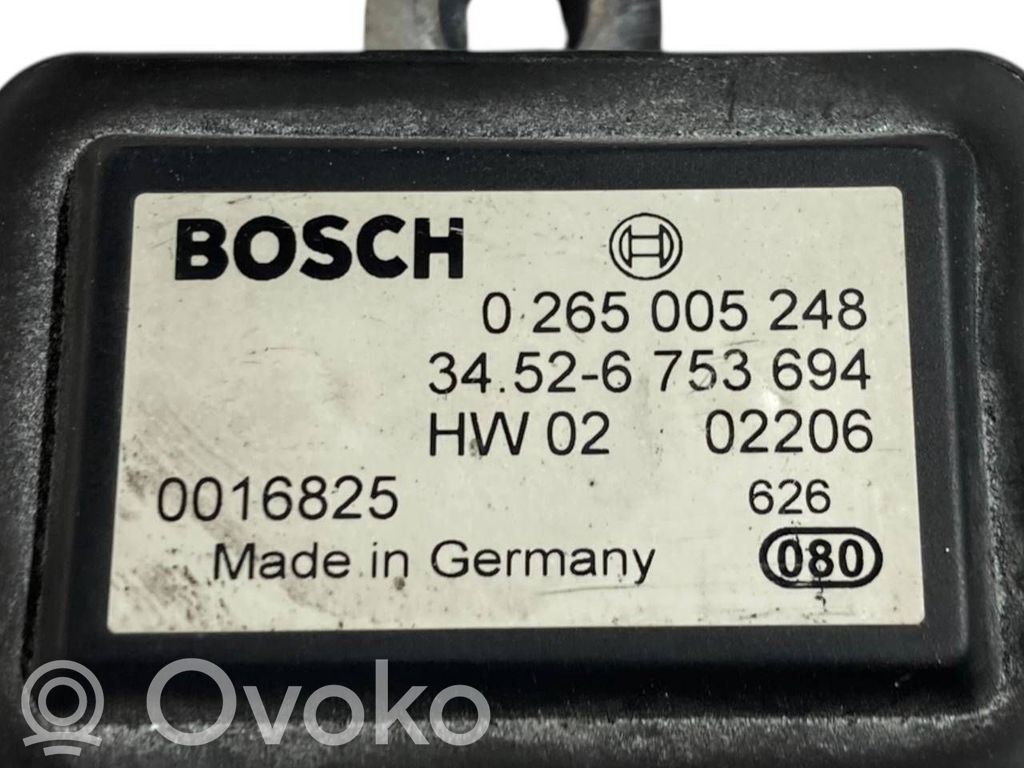 BOSCH
0 265 005 248
34.52-6 753 694
HW 02 02206
0016825 626
Made in Germany 080
Ovoko